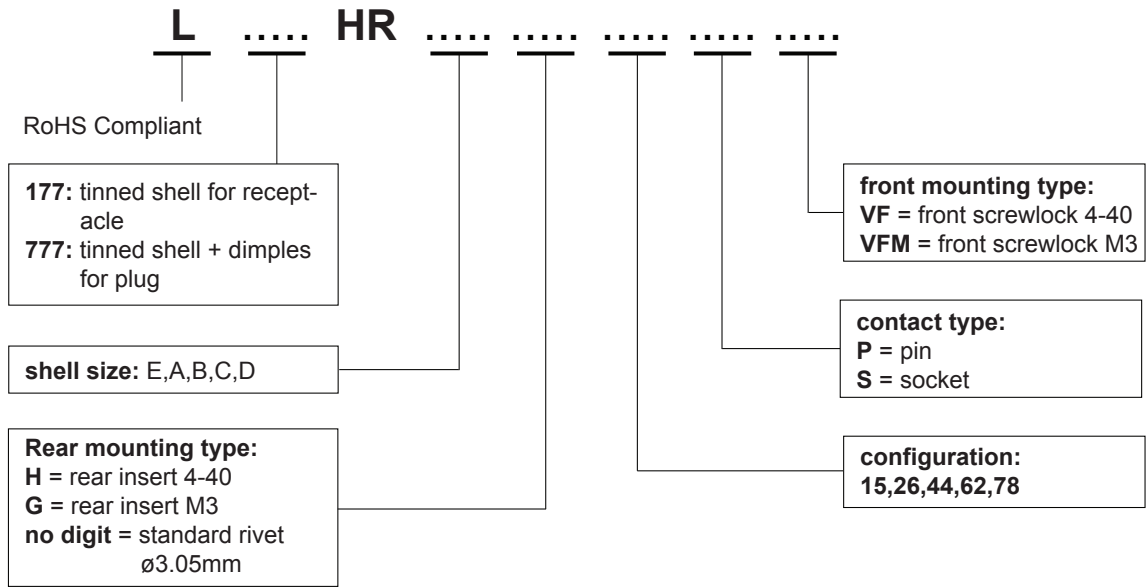 L ..... HR ..... ..... ..... ..... .....
RoHS Compliant
177: tinned shell for recept-
acle
777: tinned shell + dimples
for plug
shell size: E,A,B,C,D
Rear mounting type:
H = rear insert 4-40
G = rear insert M3
no digit = standard rivet
ø3.05mm
front mounting type:
VF = front screwlock 4-40
VFM = front screwlock M3
contact type:
P = pin
S = socket
configuration:
15,26,44,62,78